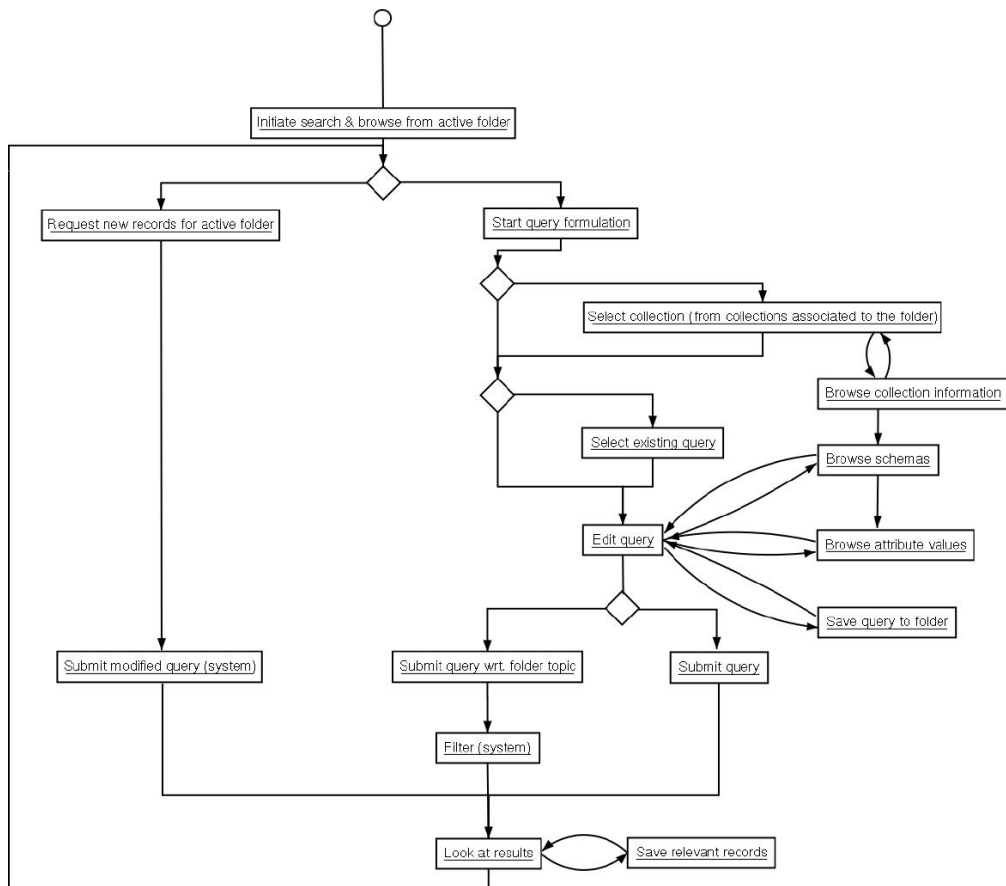 Initiate search & browse from active folder
Request new records for active folder
Start query formulation
Select collection (from collections associated to the folder)
Browse collection information
Select existing query
Browse schemas
Edit query
Browse attribute values
Save query to folder
Submit modified query (system)
Submit query wrt. folder topic
Submit query
Filter (system)
Look at results
Save relevant records